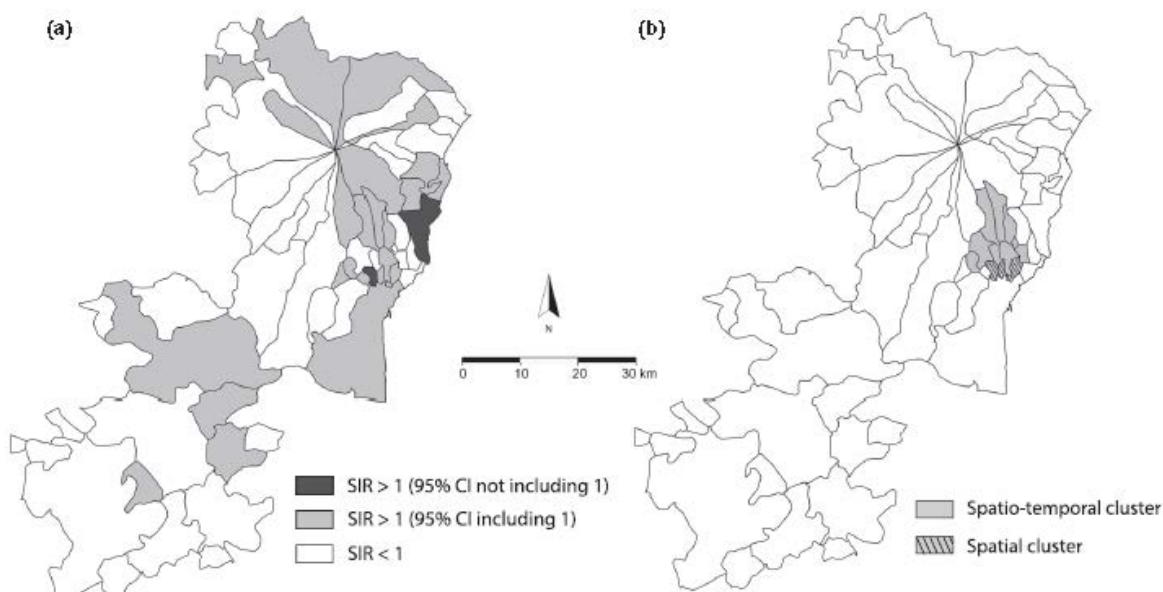 (a)
(b)
N
0 10 20 30 km
SIR > 1 (95% CI not including 1)
SIR > 1 (95% CI including 1)
SIR < 1
Spatio-temporal cluster
Spatial cluster